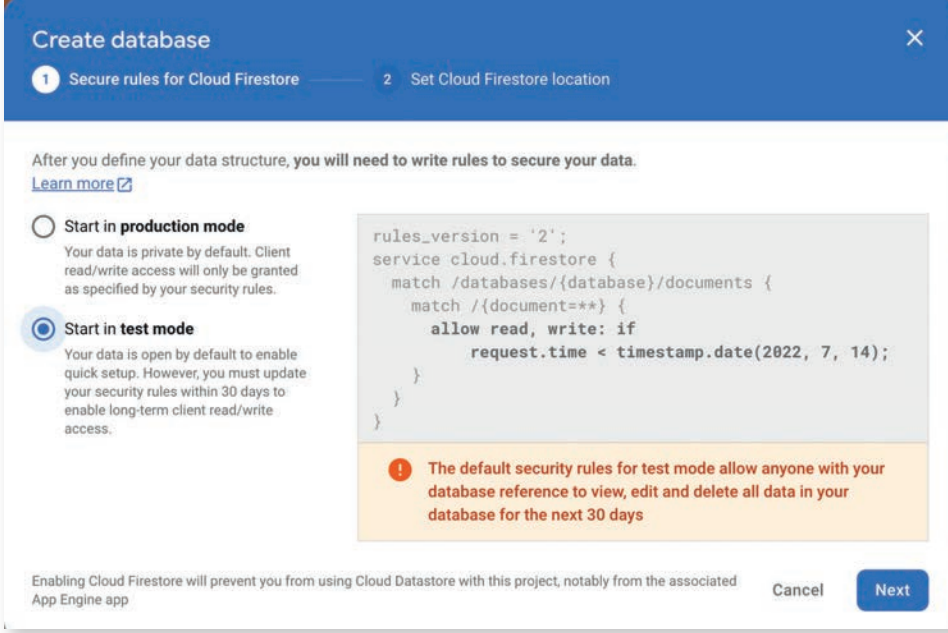 Create database
1 Secure rules for Cloud Firestore
2 Set Cloud Firestore location
After you define your data structure, you will need to write rules to secure your data.
Learn more
Start in production mode
Your data is private by default. Client
read/write access will only be granted
as specified by your security rules.
Start in test mode
Your data is open by default to enable
quick setup. However, you must update
your security rules within 30 days to
enable long-term client read/write
access.
rules_version = '2';
service cloud.firestore {
  match /databases/{database}/documents {
    match /{document=**} {
      allow read, write: if
          request.time < timestamp.date(2022, 7, 14);
    }
  }
}
! The default security rules for test mode allow anyone with your
database reference to view, edit and delete all data in your
database for the next 30 days
Enabling Cloud Firestore will prevent you from using Cloud Datastore with this project, notably from the associated
App Engine app
Cancel
Next